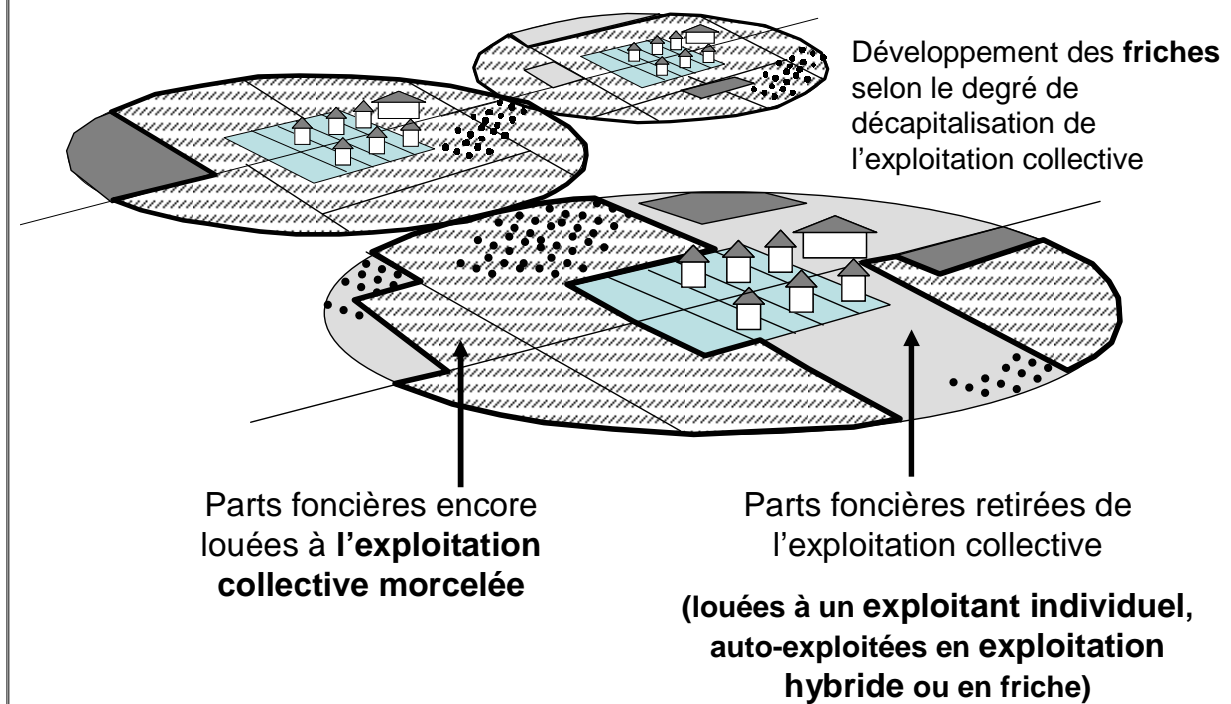 Développement des friches
selon le degré de
décapitalisation de
l’exploitation collective
Parts foncières encore
louées à l’exploitation
collective morcelée
Parts foncières retirées de
l’exploitation collective
(louées à un exploitant individuel,
auto-exploitées en exploitation
hybride ou en friche)